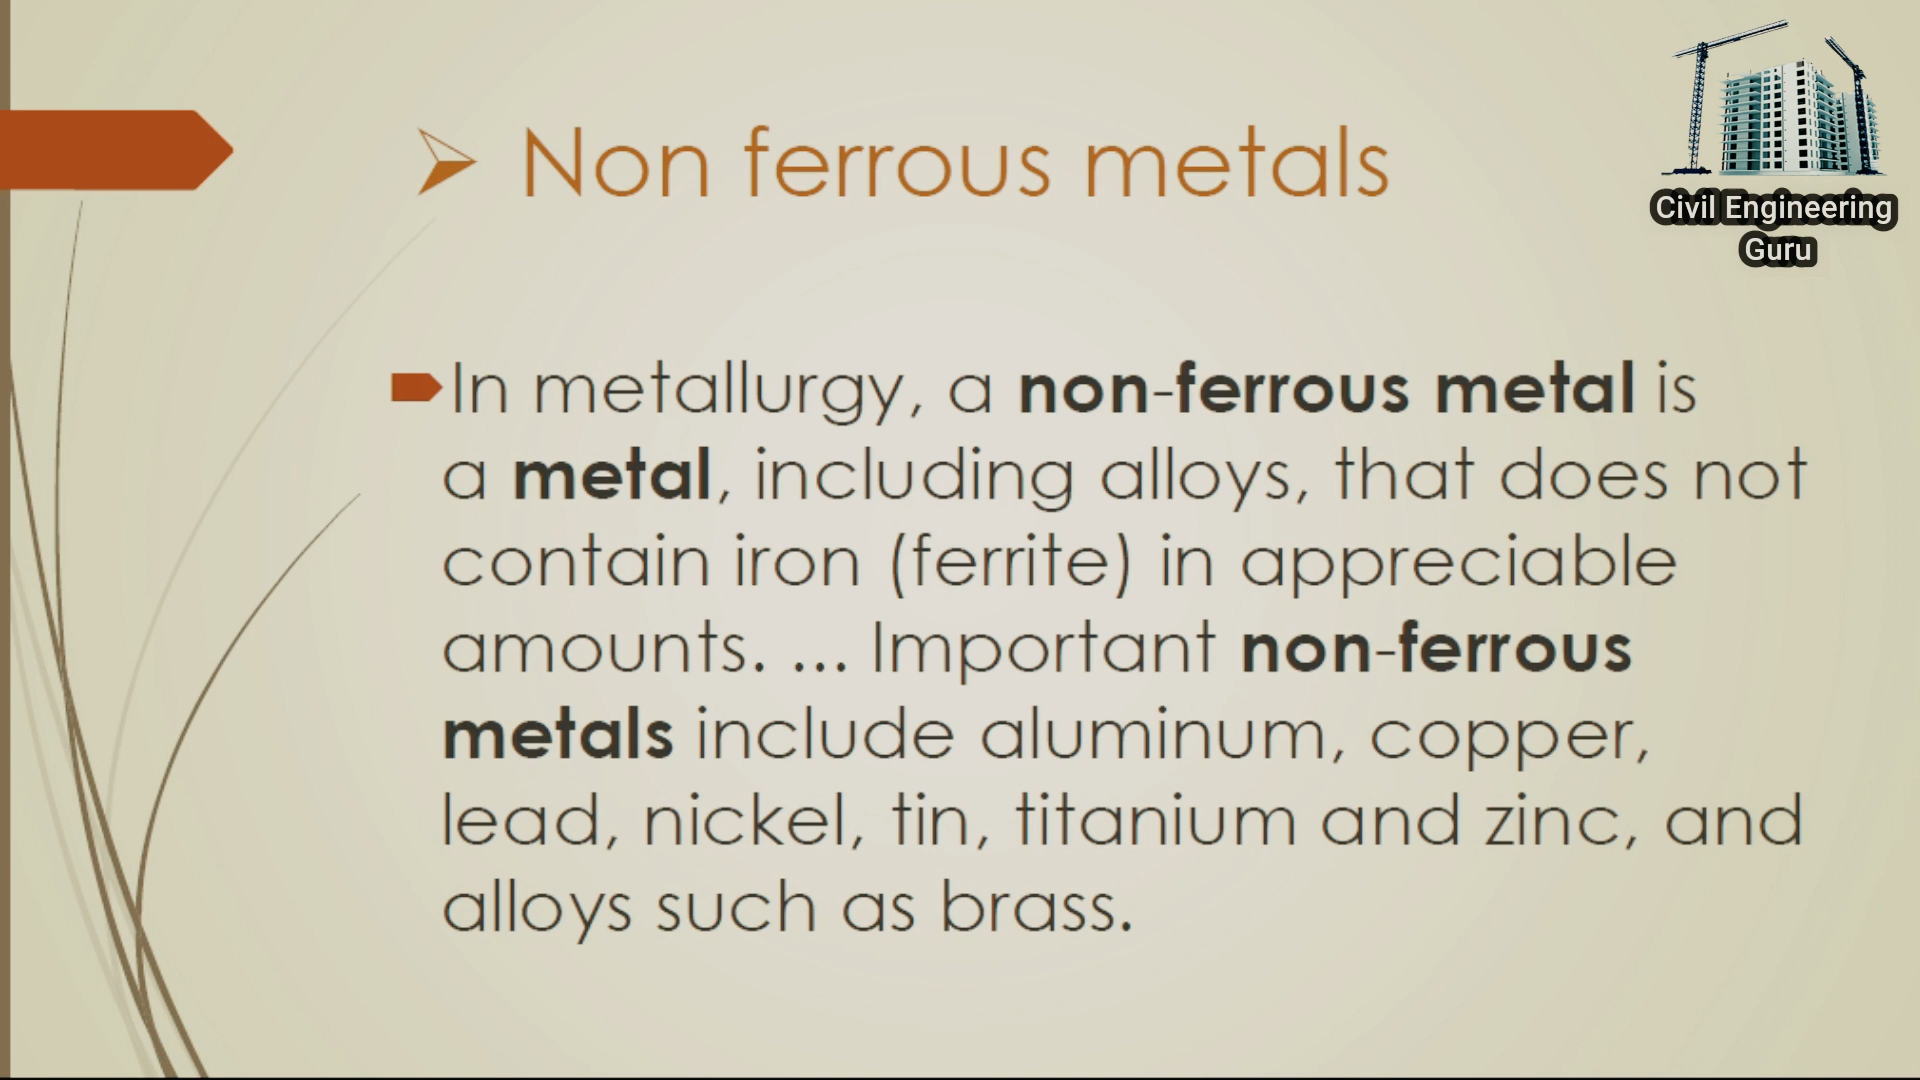 Non ferrous metals
Civil Engineering
Guru
In metallurgy, a non-ferrous metal is
a metal, including alloys, that does not
contain iron (ferrite) in appreciable
amounts. ... Important non-ferrous
metals include aluminum, copper,
lead, nickel, tin, titanium and zinc, and
alloys such as brass.